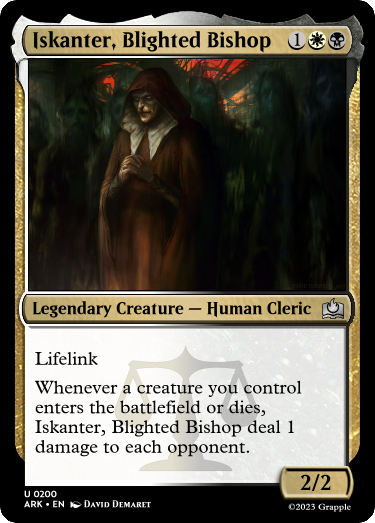 Iskanter, Blighted Bishop 1
Legendary Creature — Human Cleric
Lifelink
Whenever a creature you control
enters the battlefield or dies,
Iskanter, Blighted Bishop deal 1
damage to each opponent.
2/2
U 0200
ARK • EN David Demaret
©2023 Grapple